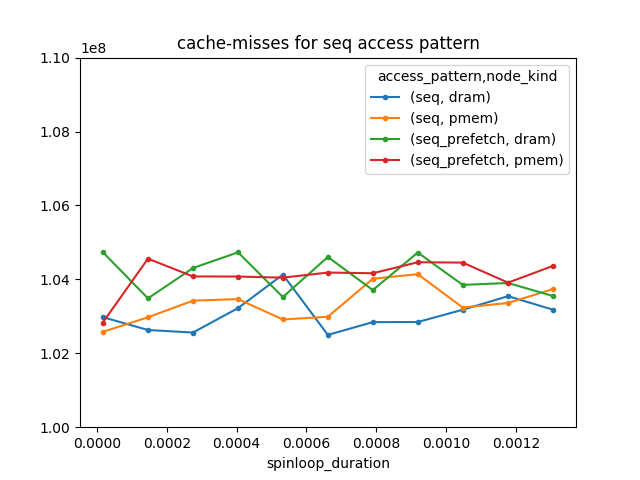 cache-misses for seq access pattern
1e8
1.10
1.08
1.06
1.04
1.02
1.00
access_pattern,node_kind
(seq, dram)
(seq, pmem)
(seq_prefetch, dram)
(seq_prefetch, pmem)
0.0000 0.0002 0.0004 0.0006 0.0008 0.0010 0.0012
spinloop_duration